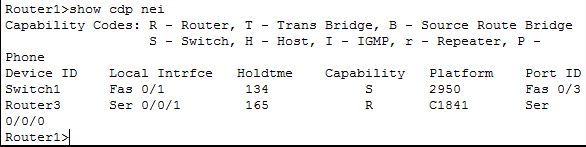 Router1>show cdp nei
Capability Codes: R - Router, T - Trans Bridge, B - Source Route Bridge
                  S - Switch, H - Host, I - IGMP, r - Repeater, P -
Phone
Device ID    Local Intrfce   Holdtme    Capability   Platform    Port ID
Switch1      Fas 0/1          134            S       2950        Fas 0/3
Router3      Ser 0/0/1        165            R       C1841       Ser
0/0/0
Router1>